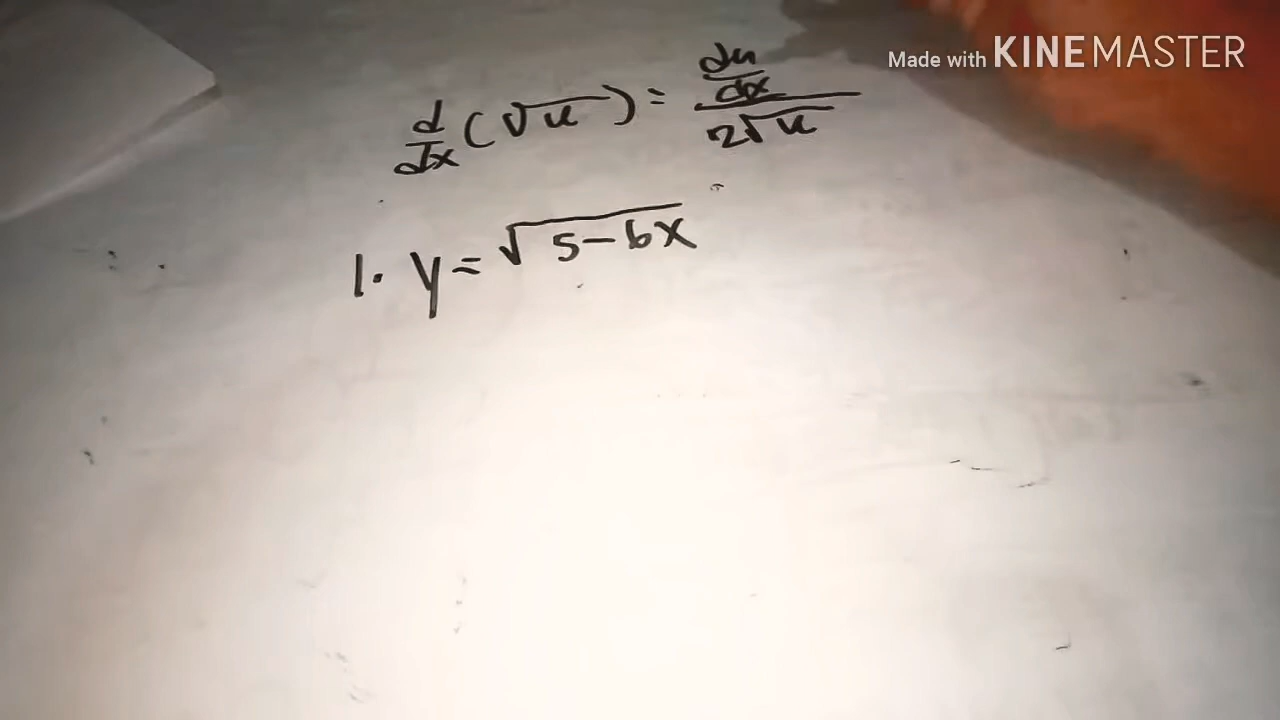 Made with KINEMASTER
d/dx (√u) = du/dx / 2√u
1. y = √5-6x